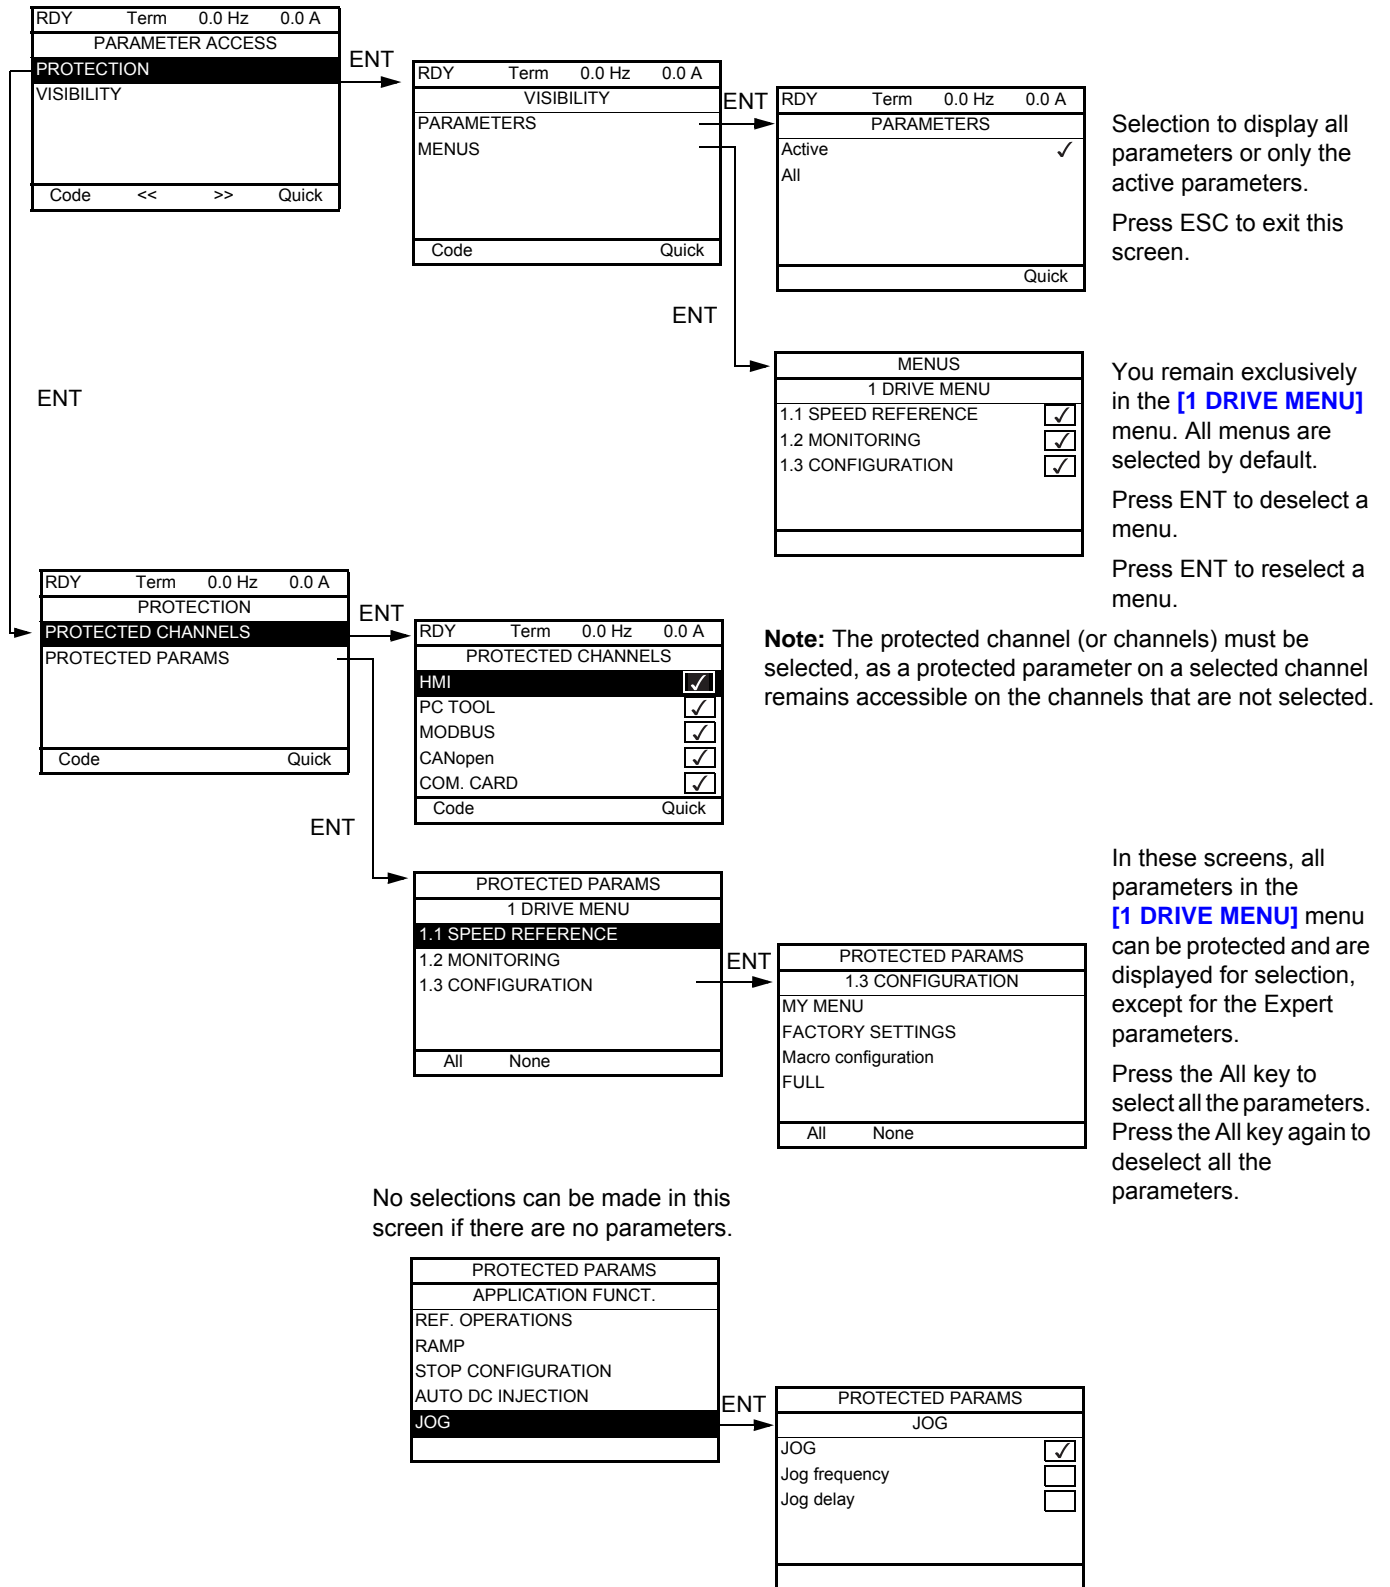 RDY Term 0.0 Hz 0.0 A
PARAMETER ACCESS
PROTECTION
VISIBILITY
Code << >> Quick
ENT
RDY Term 0.0 Hz 0.0 A
VISIBILITY
PARAMETERS
MENUS
Code Quick
ENT
RDY Term 0.0 Hz 0.0 A
PARAMETERS
Active ✓
All
Quick
Selection to display all
parameters or only the
active parameters.
Press ESC to exit this
screen.
ENT
MENUS
1 DRIVE MENU
1.1 SPEED REFERENCE ✓
1.2 MONITORING ✓
1.3 CONFIGURATION ✓
You remain exclusively
in the [1 DRIVE MENU]
menu. All menus are
selected by default.
Press ENT to deselect a
menu.
Press ENT to reselect a
menu.
ENT
RDY Term 0.0 Hz 0.0 A
PROTECTION
PROTECTED CHANNELS
PROTECTED PARAMS
Code Quick
ENT
RDY Term 0.0 Hz 0.0 A
PROTECTED CHANNELS
HMI ✓
PC TOOL ✓
MODBUS ✓
CANopen ✓
COM. CARD ✓
Code Quick
Note: The protected channel (or channels) must be
selected, as a protected parameter on a selected channel
remains accessible on the channels that are not selected.
ENT
PROTECTED PARAMS
1 DRIVE MENU
1.1 SPEED REFERENCE
1.2 MONITORING
1.3 CONFIGURATION
All None
ENT
PROTECTED PARAMS
1.3 CONFIGURATION
MY MENU
FACTORY SETTINGS
Macro configuration
FULL
All None
In these screens, all
parameters in the
[1 DRIVE MENU] menu
can be protected and are
displayed for selection,
except for the Expert
parameters.
Press the All key to
select all the parameters.
Press the All key again to
deselect all the
parameters.
No selections can be made in this
screen if there are no parameters.
PROTECTED PARAMS
APPLICATION FUNCT.
REF. OPERATIONS
RAMP
STOP CONFIGURATION
AUTO DC INJECTION
JOG
ENT
PROTECTED PARAMS
JOG
JOG ✓
Jog frequency
Jog delay